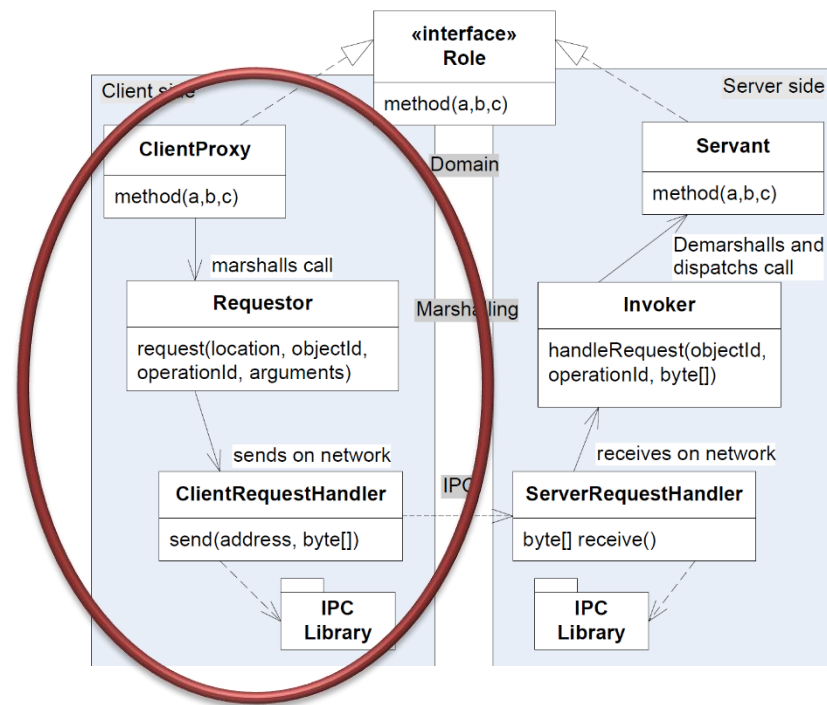 «interface»
Role
method(a,b,c)
Client side
Server side
ClientProxy
method(a,b,c)
Domain
Servant
method(a,b,c)
marshalls call
Demarshalls and
dispatchs call
Requestor
request(location, objectId,
operationId, arguments)
Marshalling
Invoker
handleRequest(objectId,
operationId, byte[])
sends on network
receives on network
ClientRequestHandler
send(address, byte[])
IPC
ServerRequestHandler
byte[] receive()
IPC
Library
IPC
Library